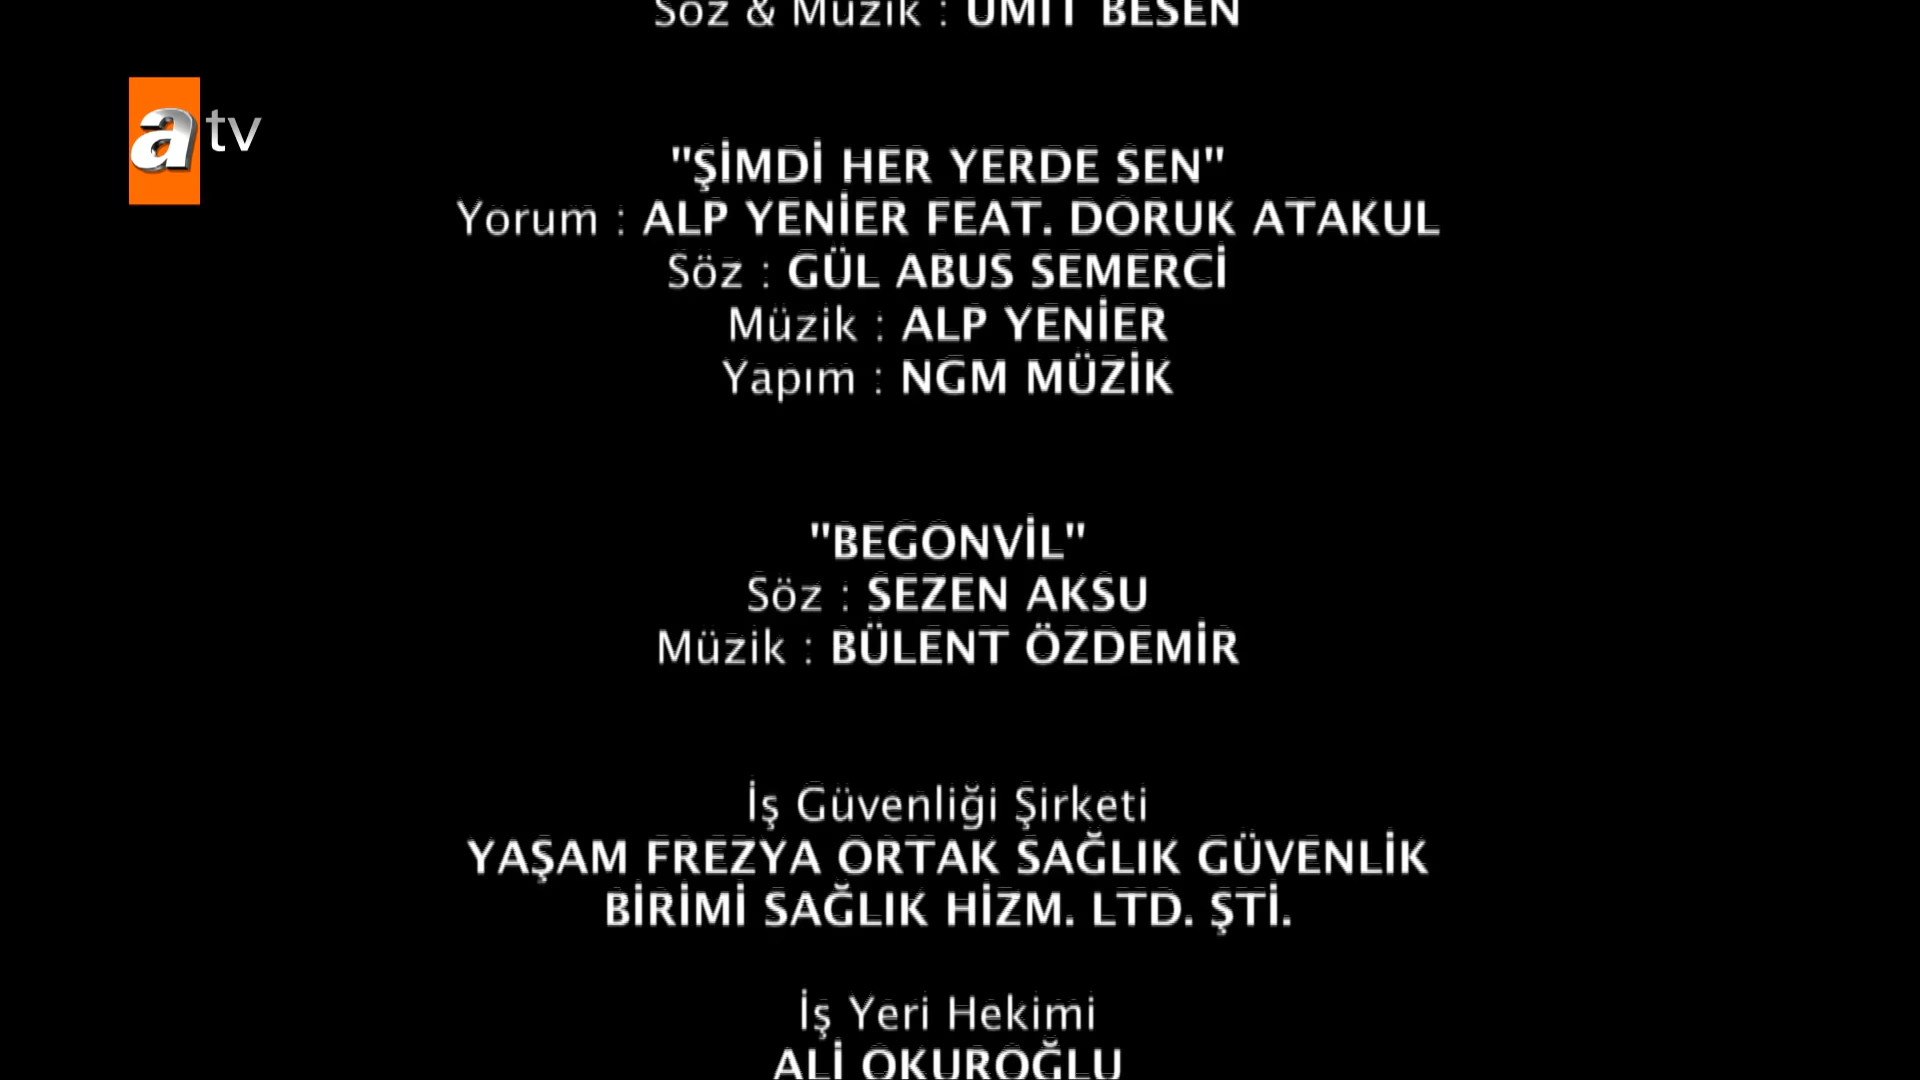 Söz & Müzik : ÜMİT BESEN
atv
"ŞİMDİ HER YERDE SEN"
Yorum : ALP YENİER FEAT. DORUK ATAKUL
Söz : GÜL ABUS SEMERCİ
Müzik : ALP YENİER
Yapım : NGM MÜZİK
"BEGONVİL"
Söz : SEZEN AKSU
Müzik : BÜLENT ÖZDEMİR
İş Güvenliği Şirketi
YAŞAM FREZYA ORTAK SAĞLIK GÜVENLİK
BİRİMİ SAĞLIK HİZM. LTD. ŞTİ.
İş Yeri Hekimi
ALİ OKUROĞLU